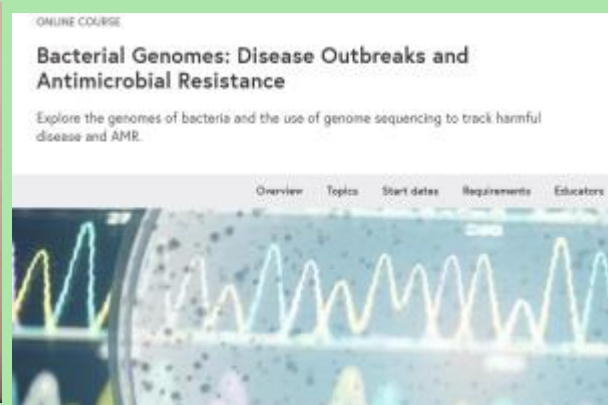 ONLINE COURSE
Bacterial Genomes: Disease Outbreaks and
Antimicrobial Resistance
Explore the genomes of bacteria and the use of genome sequencing to track harmful
disease and AMR.
Overview Topics Start dates Requirements Educators